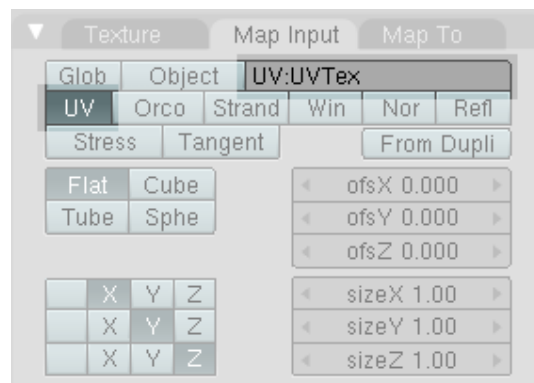 Texture Map Input Map To
Glob Object UV:UVTex
UV Orco Strand Win Nor Refl
Stress Tangent From Dupli
Flat Cube ofsX 0.000
Tube Sphe ofsY 0.000
ofsZ 0.000
X Y Z sizeX 1.00
X Y Z sizeY 1.00
X Y Z sizeZ 1.00